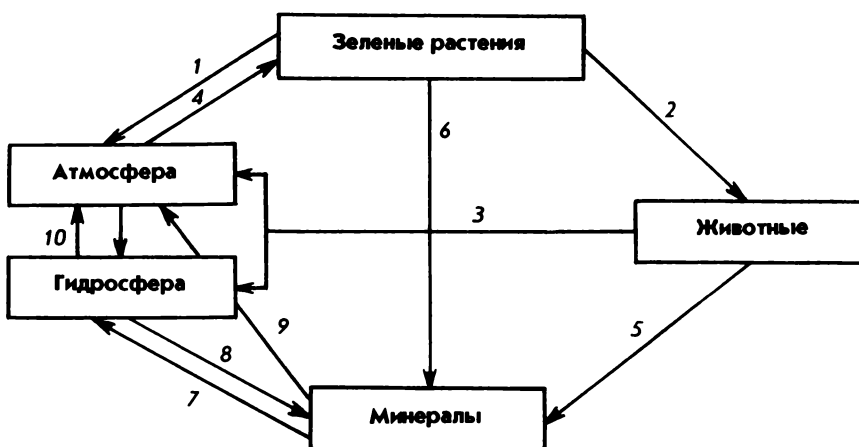 Зеленые растения
1
4
6
2
Атмосфера
3
Животные
10
Гидросфера
9
5
8
7
Минералы